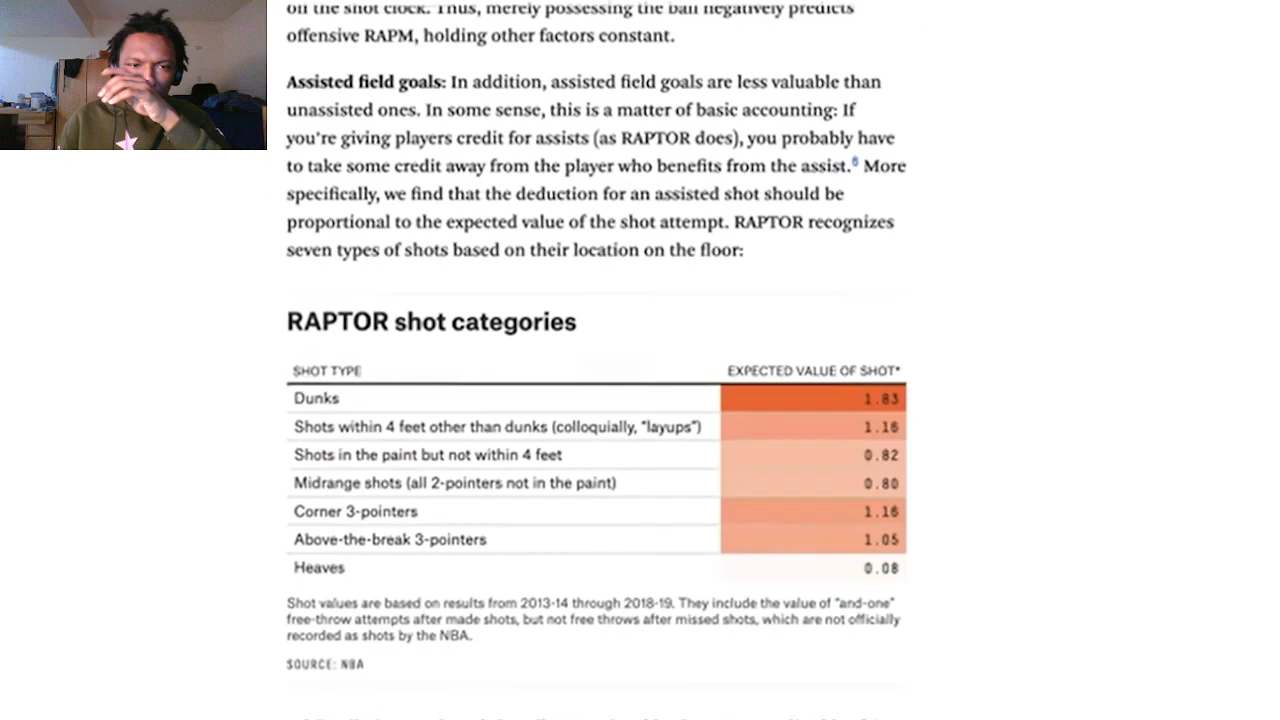 on the shot clock. Thus, merely possessing the ball negatively predicts
offensive RAPM, holding other factors constant.
Assisted field goals: In addition, assisted field goals are less valuable than
unassisted ones. In some sense, this is a matter of basic accounting: If
you're giving players credit for assists (as RAPTOR does), you probably have
to take some credit away from the player who benefits from the assist.⁶ More
specifically, we find that the deduction for an assisted shot should be
proportional to the expected value of the shot attempt. RAPTOR recognizes
seven types of shots based on their location on the floor:
RAPTOR shot categories
SHOT TYPE EXPECTED VALUE OF SHOT*
Dunks 1.83
Shots within 4 feet other than dunks (colloquially, "layups") 1.16
Shots in the paint but not within 4 feet 0.82
Midrange shots (all 2-pointers not in the paint) 0.80
Corner 3-pointers 1.16
Above-the-break 3-pointers 1.05
Heaves 0.08
Shot values are based on results from 2013-14 through 2018-19. They include the value of "and-one"
free-throw attempts after made shots, but not free throws after missed shots, which are not officially
recorded as shots by the NBA.
SOURCE: NBA